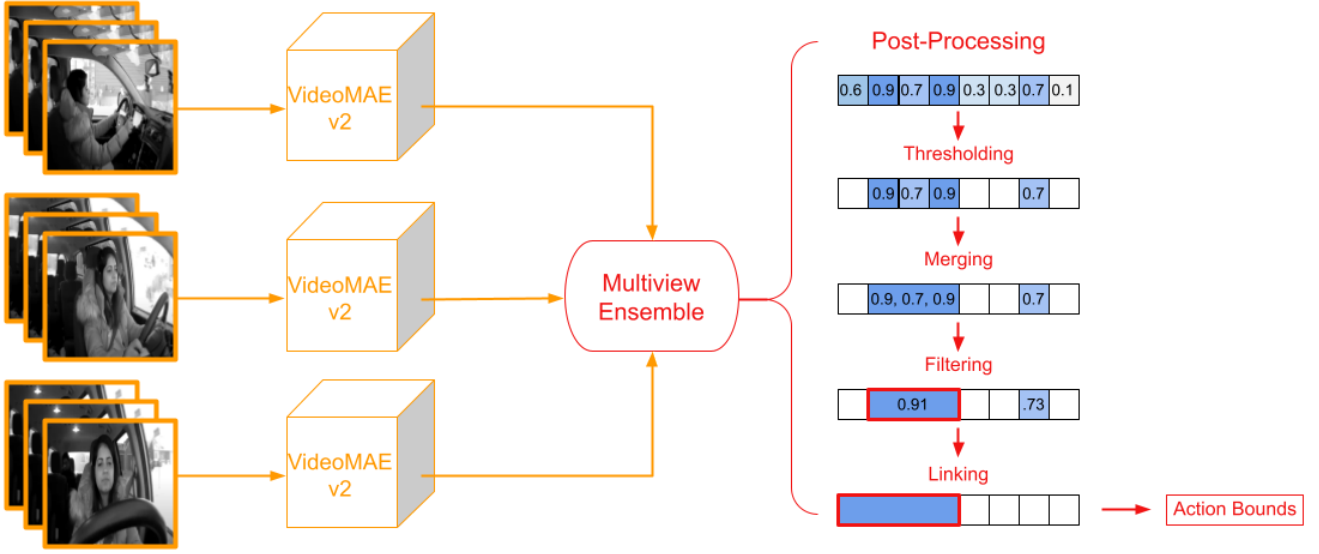 VideoMAE
v2
VideoMAE
v2
VideoMAE
v2
Multiview
Ensemble
Post-Processing
0.6 0.9 0.7 0.9 0.3 0.3 0.7 0.1
Thresholding
0.9 0.7 0.9 0.7
Merging
0.9, 0.7, 0.9 0.7
Filtering
0.91 .73
Linking
Action Bounds